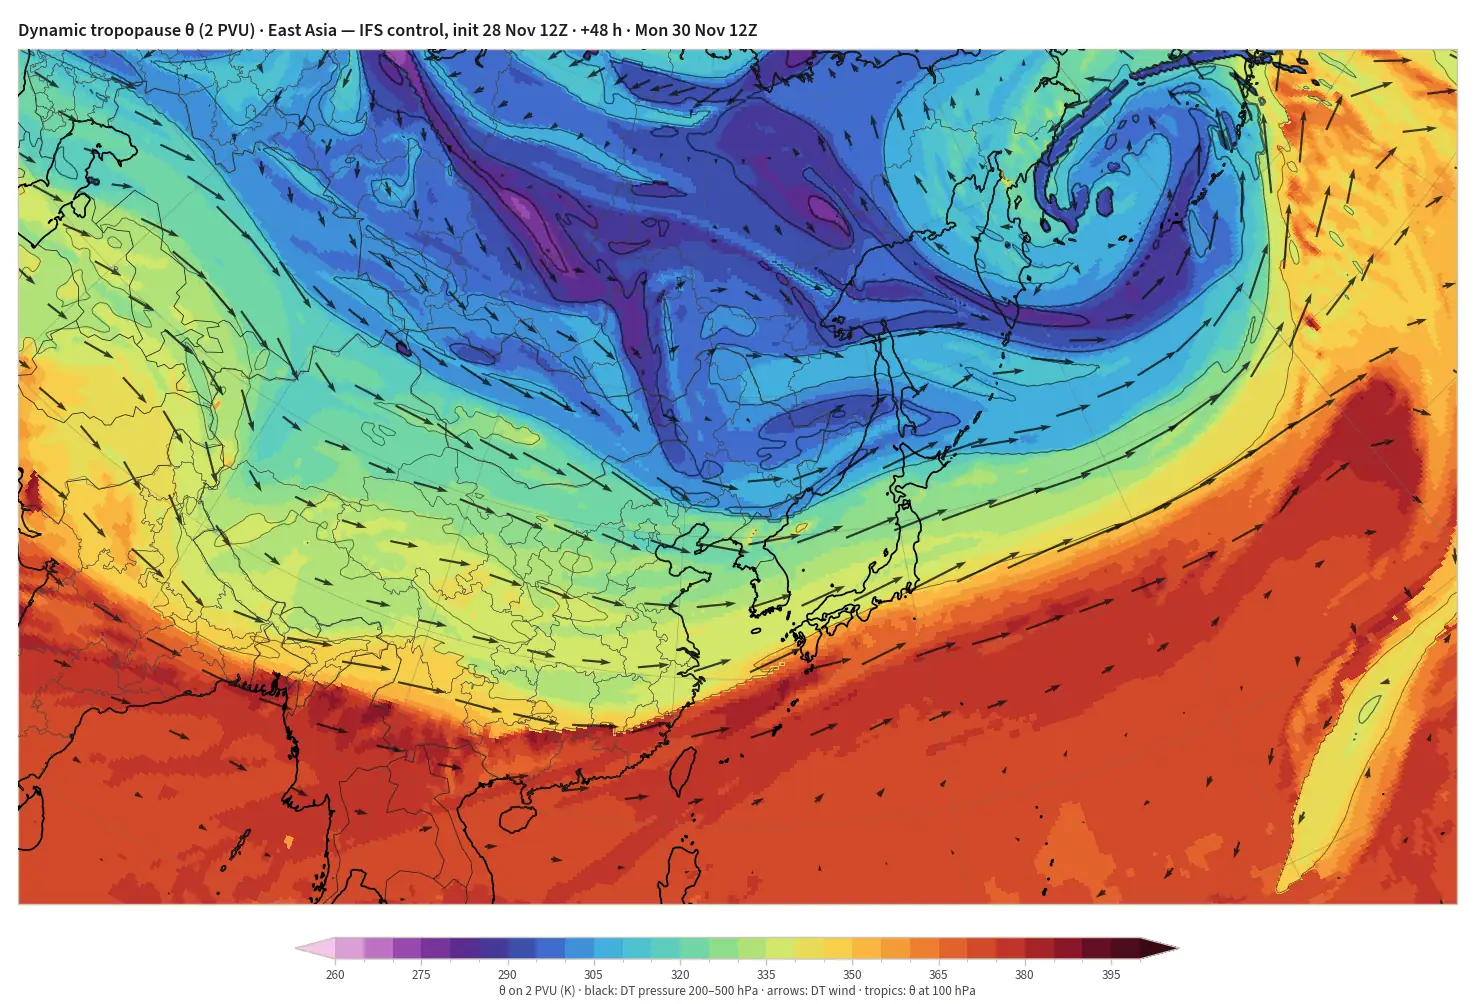 Dynamic tropopause θ (2 PVU) · East Asia — IFS control, init 28 Nov 12Z · +48 h · Mon 30 Nov 12Z
260 275 290 305 320 335 350 365 380 395
θ on 2 PVU (K) · black: DT pressure 200–500 hPa · arrows: DT wind · tropics: θ at 100 hPa